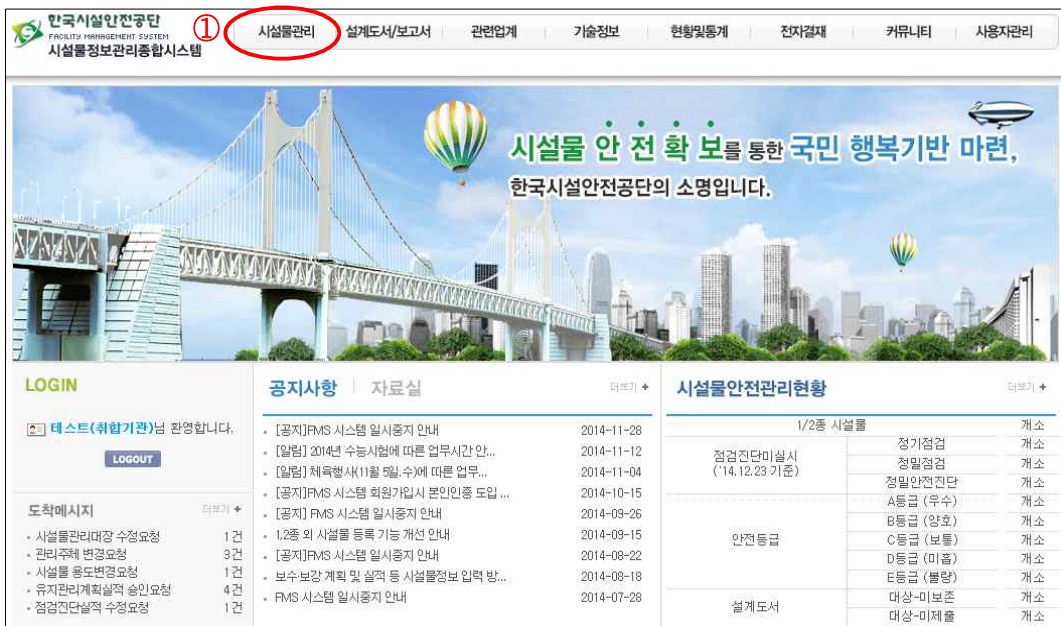 한국시설안전공단
FACILITY MANAGEMENT SYSTEM
시설물정보관리종합시스템
①
시설물관리 설계도서/보고서 관련업계 기술정보 현황및통계 전자결재 커뮤니티 사용자관리
시설물 안전확보를 통한 국민 행복기반 마련,
한국시설안전공단의 소명입니다.
LOGIN
테스트(취합기관)님 환영합니다.
LOGOUT
도착메시지 더보기 +
시설물관리대장 수정요청 1건
관리주체 변경요청 3건
시설물 용도변경요청 1건
유지관리계획실적 승인요청 4건
점검진단실적 수정요청 1건
공지사항 자료실 더보기 +
[공지]FMS 시스템 일시중지 안내 2014-11-28
[알림] 2014년 수능시험에 따른 업무시간 안... 2014-11-12
[알림] 체육행사(11월 5일.수)에 따른 업무... 2014-11-04
[공지]FMS 시스템 회원가입시 본인인증 도입 ... 2014-10-15
[공지] FMS 시스템 일시중지 안내 2014-09-26
1,2종 외 시설물 등록 기능 개선 안내 2014-09-15
[공지]FMS 시스템 일시중지 안내 2014-08-22
보수·보강 계획 및 실적 등 시설물정보 입력 방... 2014-08-18
FMS 시스템 일시중지 안내 2014-07-28
시설물안전관리현황 더보기 +
1/2종 시설물 개소
점검진단미실시
('14.12.23 기준)
정기점검 개소
정밀점검 개소
정밀안전진단 개소
안전등급
A등급 (우수) 개소
B등급 (양호) 개소
C등급 (보통) 개소
D등급 (미흡) 개소
E등급 (불량) 개소
설계도서
대상-미보존 개소
대상-미제출 개소